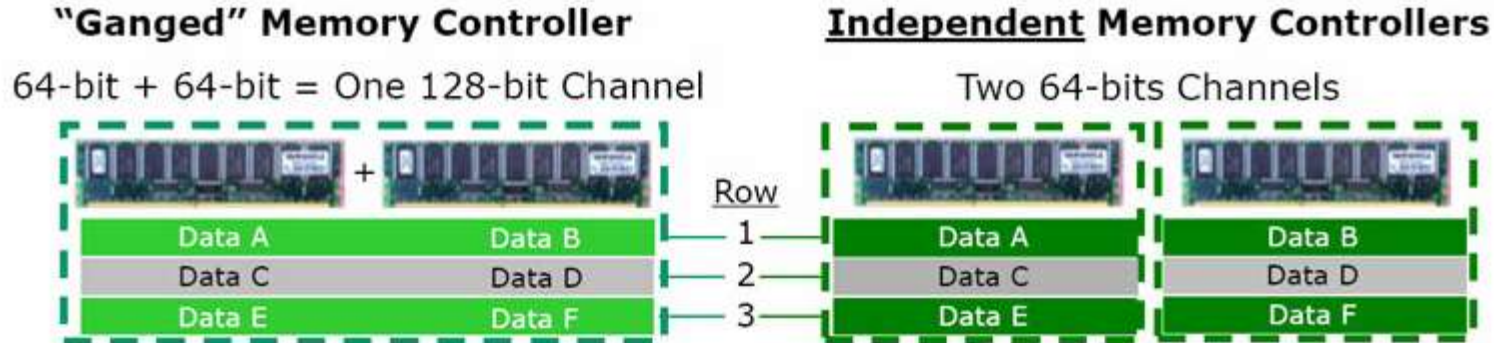 "Ganged" Memory Controller
64-bit + 64-bit = One 128-bit Channel
+
Data A Data B
Data C Data D
Data E Data F
Row
1
2
3
Independent Memory Controllers
Two 64-bits Channels
Data A Data B
Data C Data D
Data E Data F